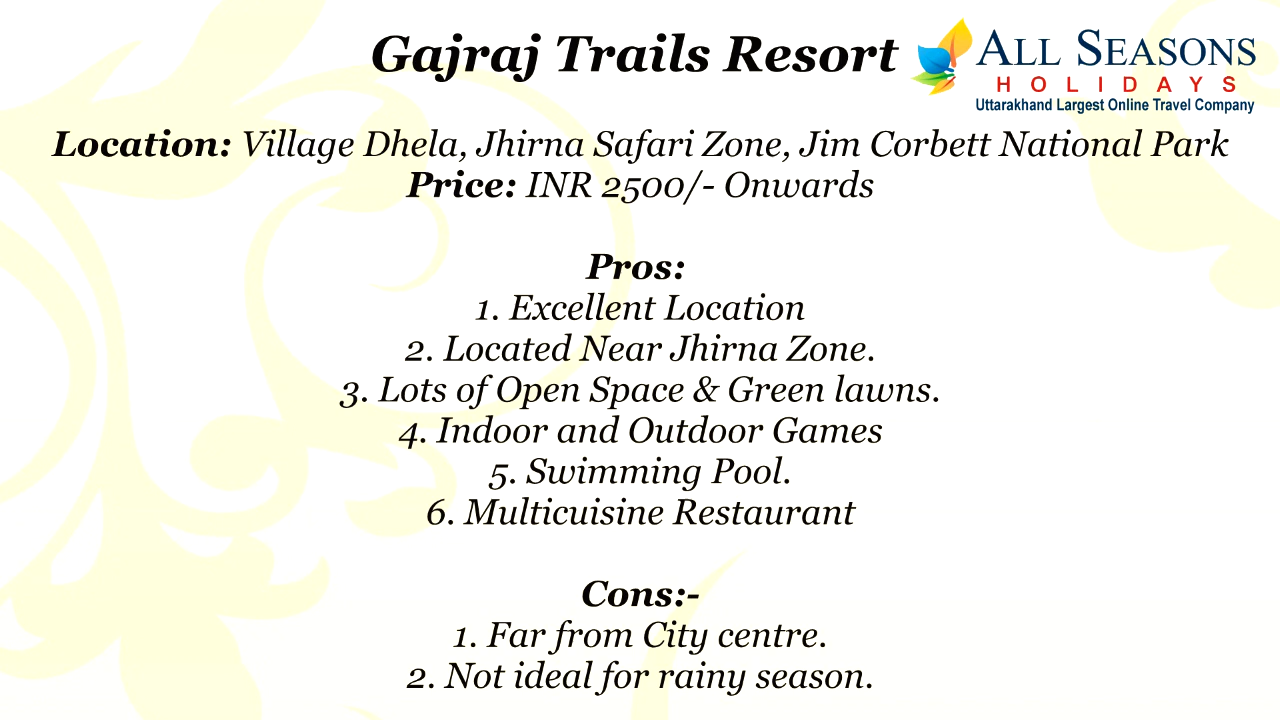 Gajraj Trails Resort
ALL SEASONS
HOLIDAYS
Uttarakhand Largest Online Travel Company
Location: Village Dhela, Jhirna Safari Zone, Jim Corbett National Park
Price: INR 2500/- Onwards
Pros:
1. Excellent Location
2. Located Near Jhirna Zone.
3. Lots of Open Space & Green lawns.
4. Indoor and Outdoor Games
5. Swimming Pool.
6. Multicuisine Restaurant
Cons:-
1. Far from City centre.
2. Not ideal for rainy season.